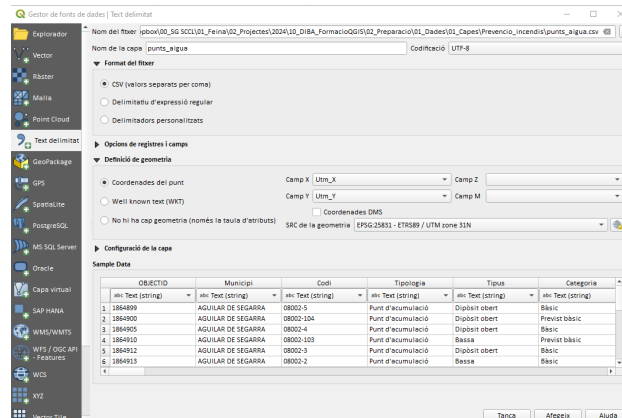 Gestor de fonts de dades | Text delimitat
Explorador
Vector
Ràster
Malla
Point Cloud
Text delimitat
GeoPackage
GPS
SpatiaLite
PostgreSQL
MS SQL Server
Oracle
Capa virtual
SAP HANA
WMS/WMTS
WFS / OGC API
- Features
WCS
XYZ
Vector Tile
Nom del fitxer pbox\00_SG SCCL\01_Feina\02_Projectes\2024\10_DIBA_FormacioQGIS\02_Preparacio\01_Dades\01_Capes\Prevencio_incendis\punts_aigua.csv
Nom de la capa punts_aigua Codificació UTF-8
Format del fitxer
CSV (valors separats per coma)
Delimitatiu d'expressió regular
Delimitadors personalitzats
Opcions de registres i camps
Definició de geometria
Coordenades del punt
Well known text (WKT)
No hi ha cap geometria (només la taula d'atributs)
Camp X Utm_X Camp Z
Camp Y Utm_Y Camp M
Coordenades DMS
SRC de la geometria EPSG:25831 - ETRS89 / UTM zone 31N
Configuració de la capa
Sample Data
OBJECTID Municipi Codi Tipologia Tipus Categoria
abc Text (string) abc Text (string) abc Text (string) abc Text (string) abc Text (string) abc Text (string)
1 1864899 AGUILAR DE SEGARRA 08002-5 Punt d'acumulació Dipòsit obert Bàsic
2 1864900 AGUILAR DE SEGARRA 08002-104 Punt d'acumulació Dipòsit obert Previst bàsic
3 1864905 AGUILAR DE SEGARRA 08002-4 Punt d'acumulació Dipòsit obert Bàsic
4 1864910 AGUILAR DE SEGARRA 08002-103 Punt d'acumulació Bassa Previst bàsic
5 1864912 AGUILAR DE SEGARRA 08002-3 Punt d'acumulació Dipòsit obert Bàsic
6 1864913 AGUILAR DE SEGARRA 08002-2 Punt d'acumulació Bassa Bàsic
Tanca Afegeix Ajuda